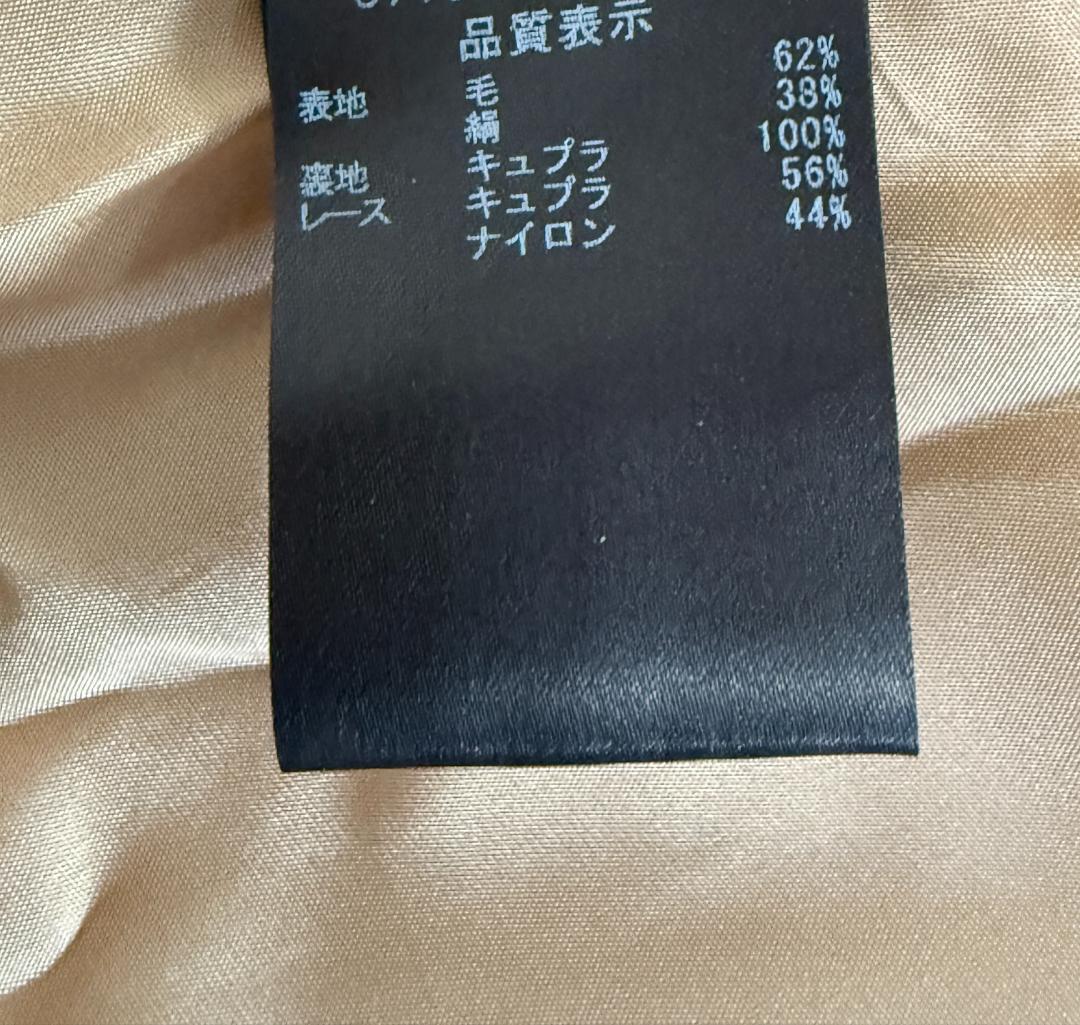 品質表示
表地 毛 62%
絹 38%
裏地 キュプラ 100%
レース キュプラ 56%
ナイロン 44%